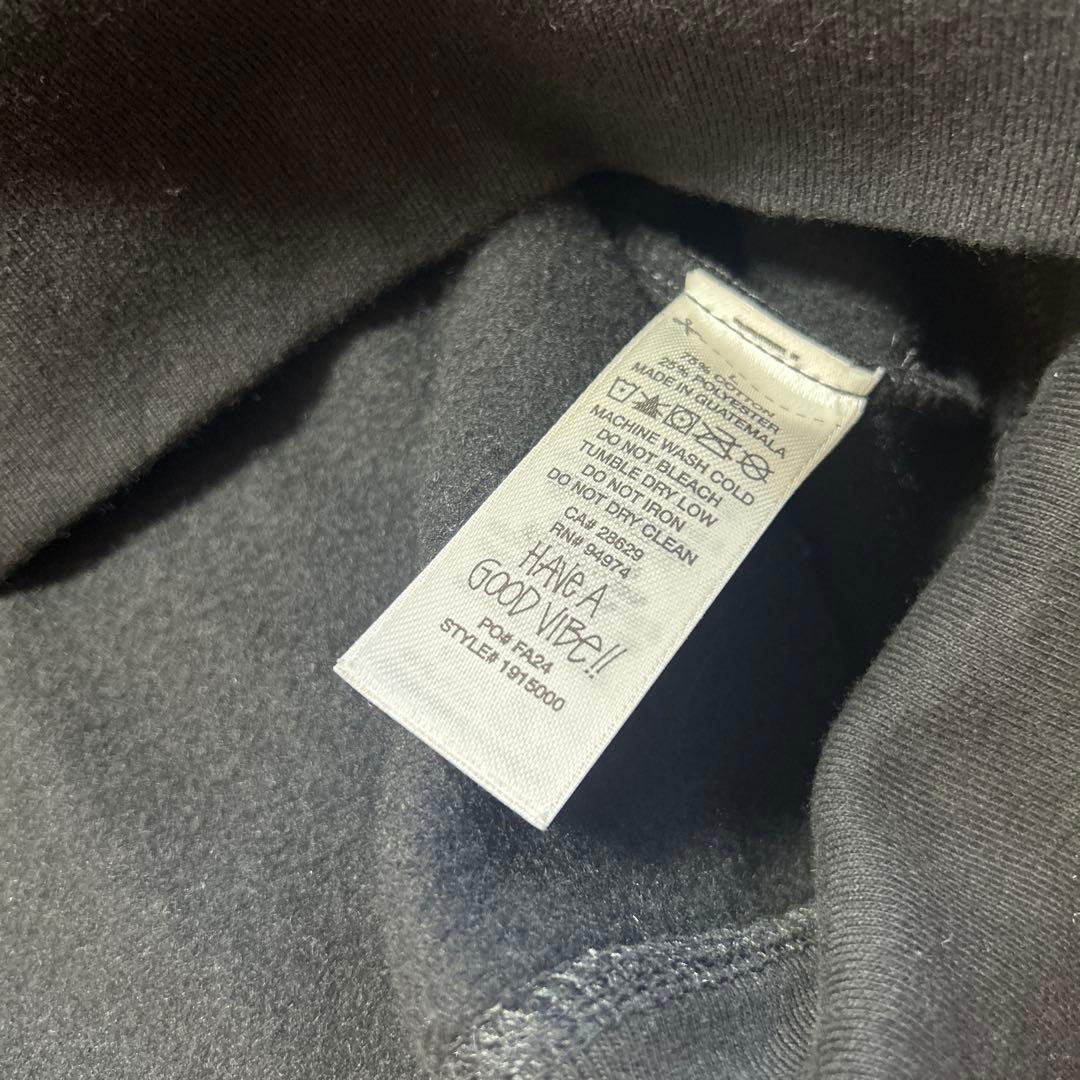 L
75% COTTON
25% POLYESTER
MADE IN GUATEMALA
MACHINE WASH COLD
DO NOT BLEACH
TUMBLE DRY LOW
DO NOT IRON
DO NOT DRY CLEAN
CA# 28629
RN# 94974
HAVe A
GOOD VIBe!!
PO# FA24
STYLE# 1915000